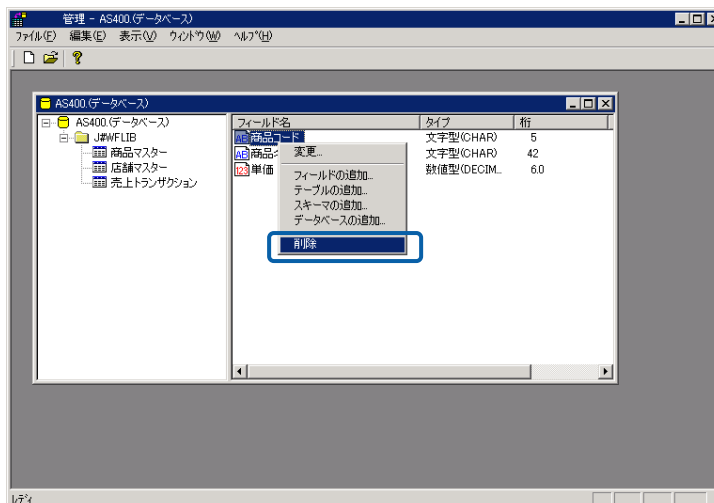 管理 - AS400.(データベース)
ファイル(F) 編集(E) 表示(V) ウィンドウ(W) ヘルプ(H)
AS400.(データベース)
AS400.(データベース)
J#WFLIB
商品マスター
店舗マスター
売上トランザクション
フィールド名 タイプ 桁
商品コード 文字型(CHAR) 5
商品 文字型(CHAR) 42
単価 数値型(DECIM... 6.0
変更...
フィールドの追加...
テーブルの追加...
スキーマの追加...
データベースの追加...
削除
レディ